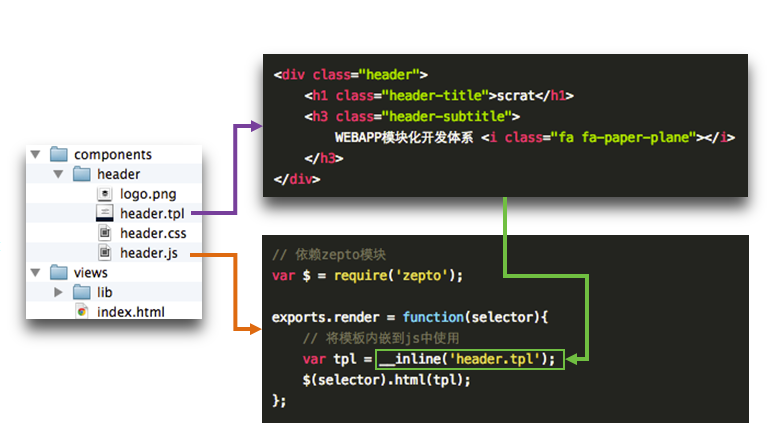 components
header
logo.png
header.tpl
header.css
header.js
views
lib
index.html
<div class="header">
<h1 class="header-title">scrat</h1>
<h3 class="header-subtitle">
WEBAPP模块化开发体系 <i class="fa fa-paper-plane"></i>
</h3>
</div>
// 依赖zepto模块
var $ = require('zepto');
exports.render = function(selector){
// 将模板内嵌到js中使用
var tpl = __inline('header.tpl');
$(selector).html(tpl);
};